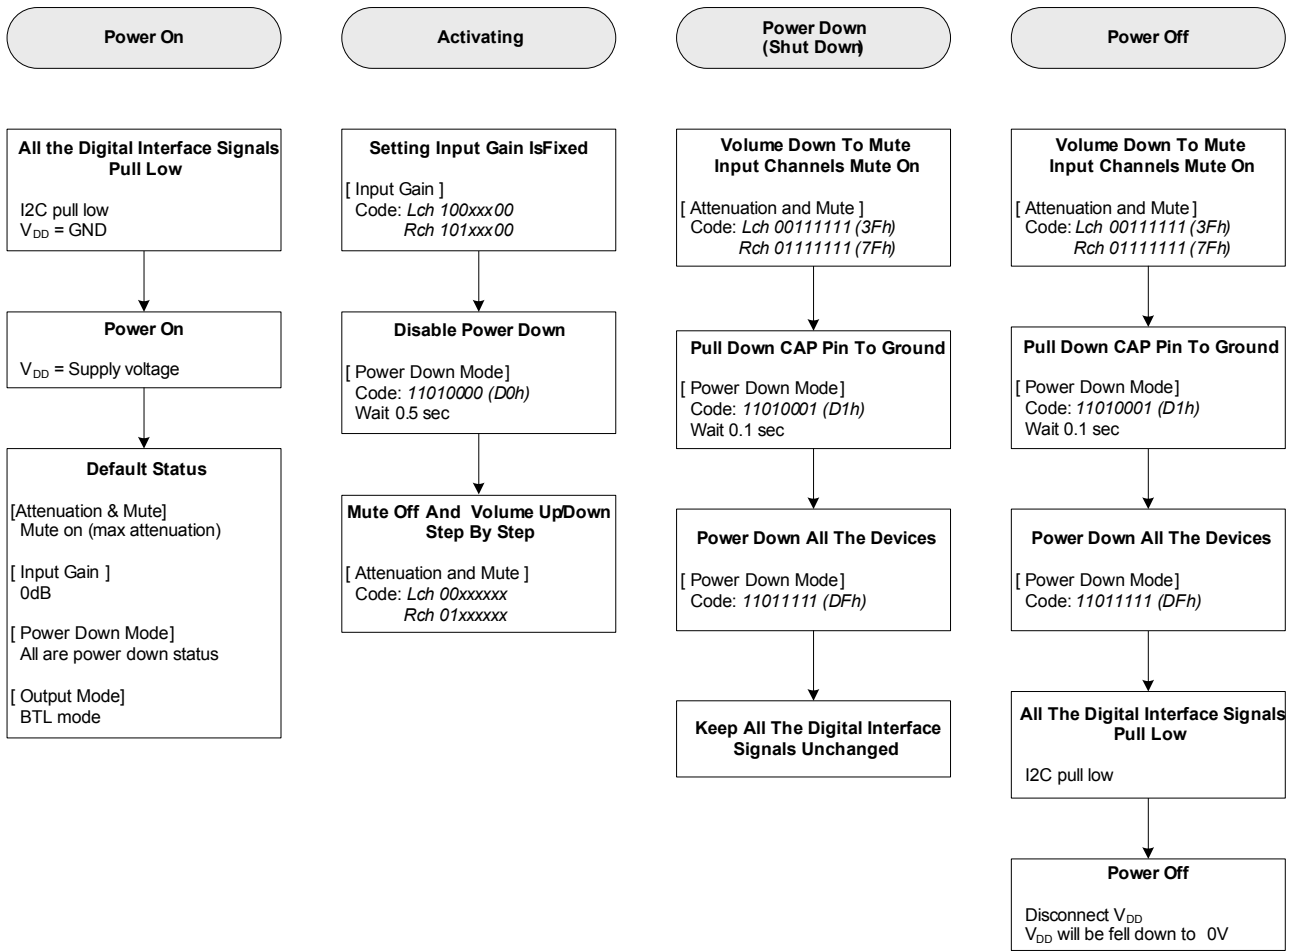 Power On
All the Digital Interface Signals
Pull Low
I2C pull low
VDD = GND
Power On
VDD = Supply voltage
Default Status
[Attenuation & Mute]
Mute on (max attenuation)
[ Input Gain ]
0dB
[ Power Down Mode]
All are power down status
[ Output Mode]
BTL mode
Activating
Setting Input Gain IsFixed
[ Input Gain ]
Code: Lch 100xxx00
Rch 101xxx00
Disable Power Down
[ Power Down Mode]
Code: 11010000 (D0h)
Wait 0.5 sec
Mute Off And Volume Up/Down
Step By Step
[ Attenuation and Mute ]
Code: Lch 00xxxxxx
Rch 01xxxxxx
Power Down
(Shut Down)
Volume Down To Mute
Input Channels Mute On
[ Attenuation and Mute ]
Code: Lch 00111111 (3Fh)
Rch 01111111 (7Fh)
Pull Down CAP Pin To Ground
[ Power Down Mode]
Code: 11010001 (D1h)
Wait 0.1 sec
Power Down All The Devices
[ Power Down Mode]
Code: 11011111 (DFh)
Keep All The Digital Interface
Signals Unchanged
Power Off
Volume Down To Mute
Input Channels Mute On
[ Attenuation and Mute ]
Code: Lch 00111111 (3Fh)
Rch 01111111 (7Fh)
Pull Down CAP Pin To Ground
[ Power Down Mode]
Code: 11010001 (D1h)
Wait 0.1 sec
Power Down All The Devices
[ Power Down Mode]
Code: 11011111 (DFh)
All The Digital Interface Signals
Pull Low
I2C pull low
Power Off
Disconnect VDD
VDD will be fell down to 0V